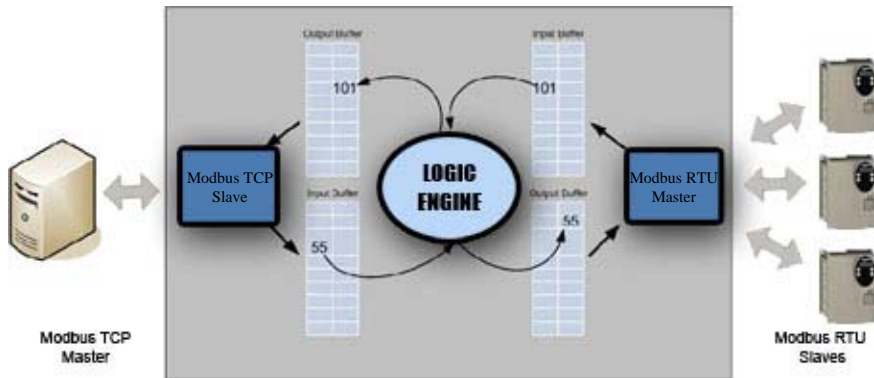 Output Buffer
Input Buffer
101
101
Modbus TCP
Slave
LOGIC
ENGINE
Modbus RTU
Master
Input Buffer
Output Buffer
55
55
Modbus TCP
Master
Modbus RTU
Slaves